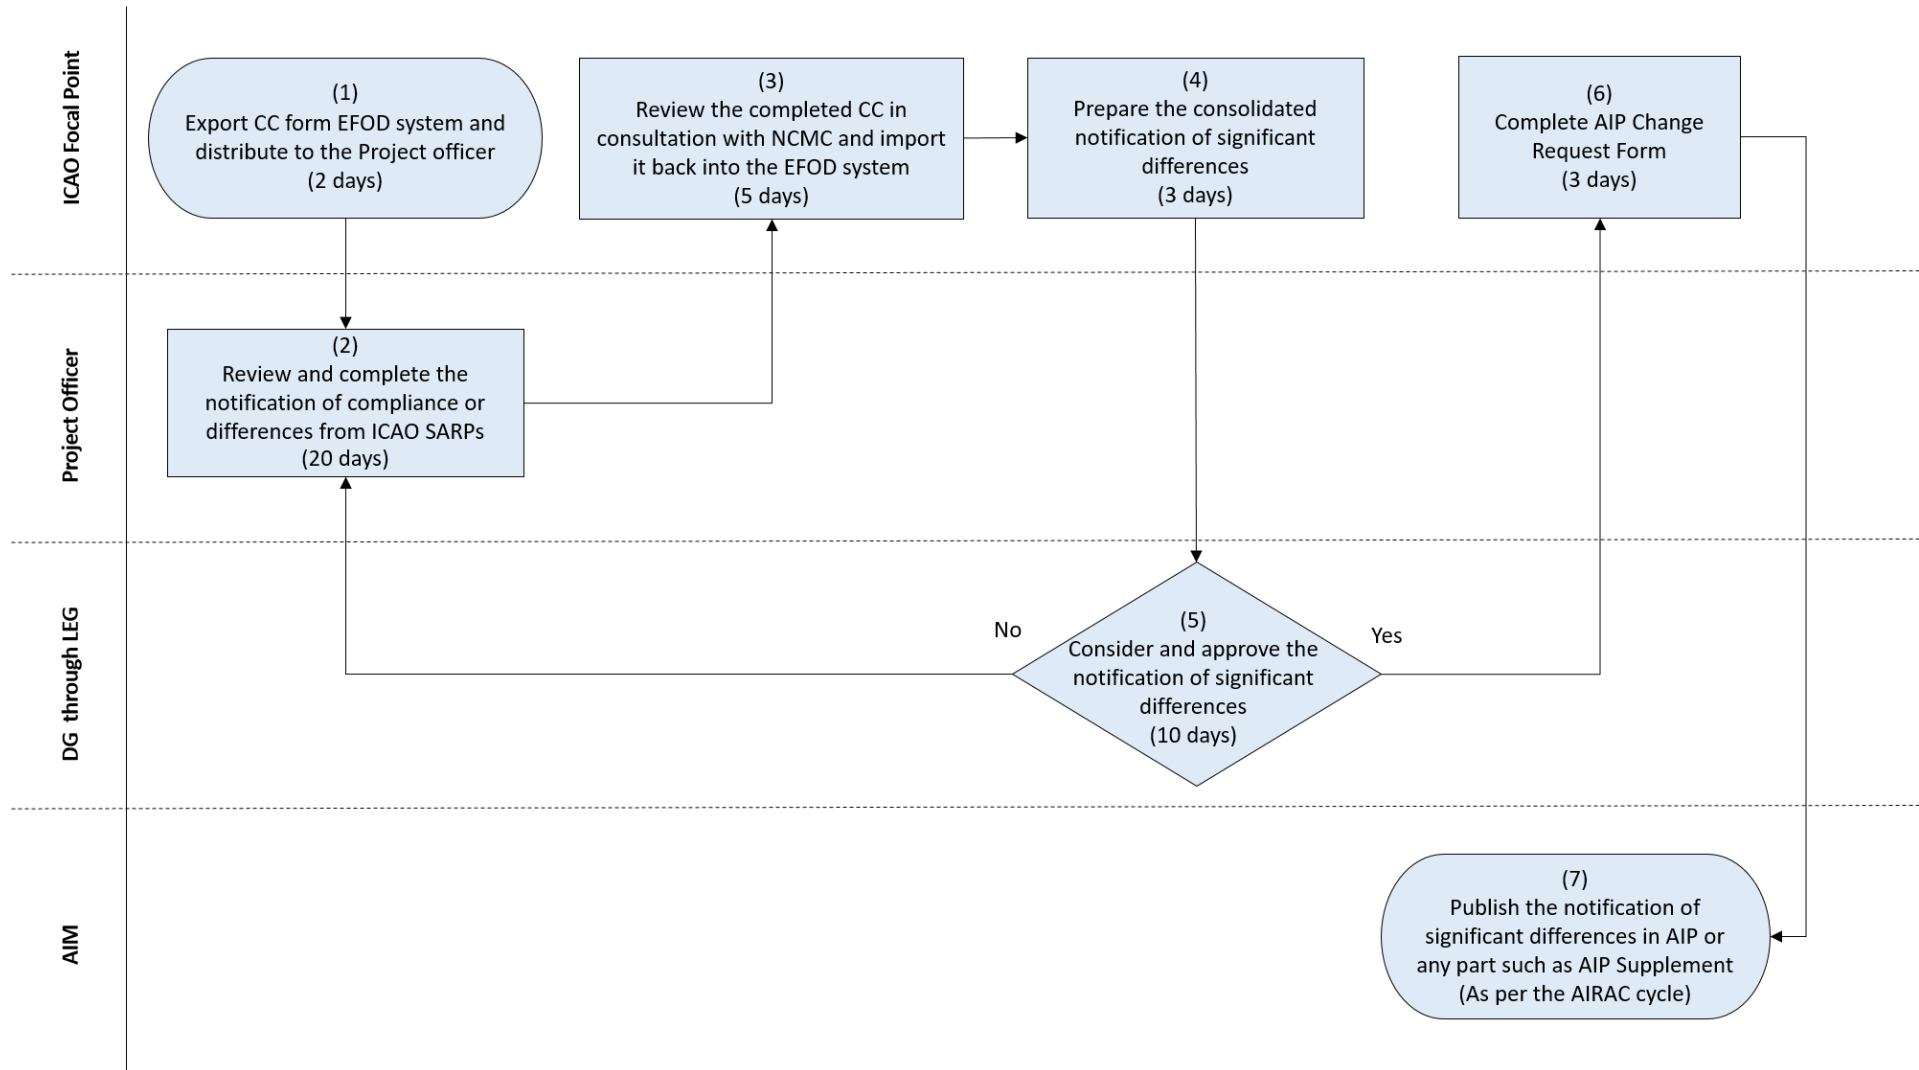 ICAO Focal Point
(1)
Export CC form EFOD system and
distribute to the Project officer
(2 days)
(3)
Review the completed CC in
consultation with NCMC and import
it back into the EFOD system
(5 days)
(4)
Prepare the consolidated
notification of significant
differences
(3 days)
(6)
Complete AIP Change
Request Form
(3 days)
Project Officer
(2)
Review and complete the
notification of compliance or
differences from ICAO SARPs
(20 days)
DG through LEG
No
(5)
Consider and approve the
notification of significant
differences
(10 days)
Yes
AIM
(7)
Publish the notification of
significant differences in AIP or
any part such as AIP Supplement
(As per the AIRAC cycle)